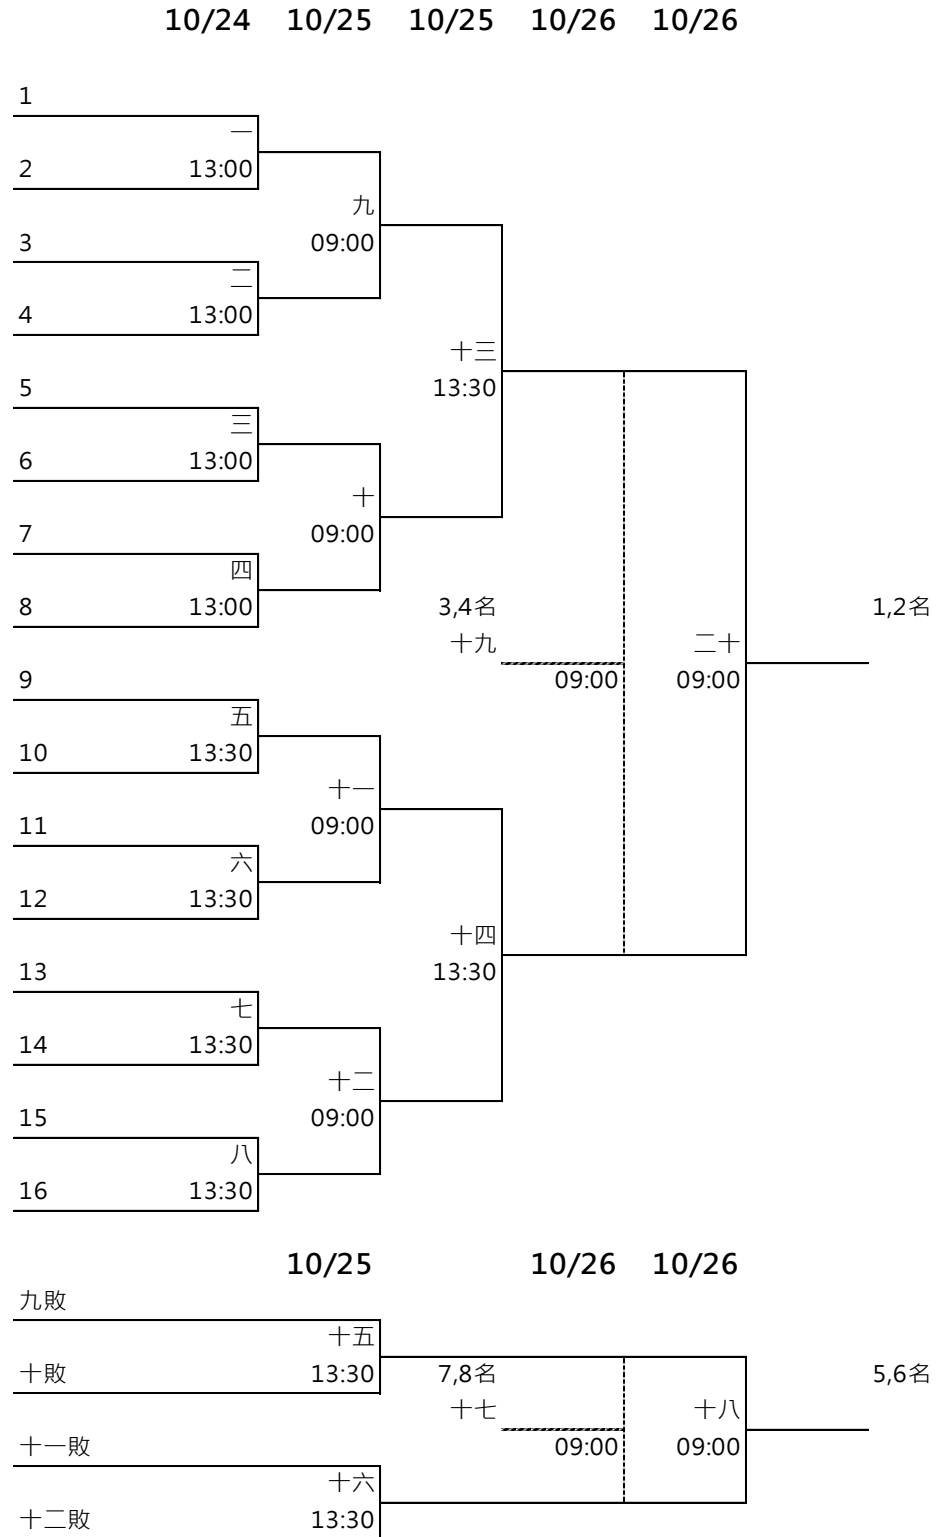 10/24 10/25 10/25 10/26 10/26
1
一
2 13:00
九
3 09:00
二
4 13:00
十三
5 13:30
三
6 13:00
十
7 09:00
四
8 13:00 3,4名 1,2名
十九 二十
9 09:00 09:00
五
10 13:30
十一
11 09:00
六
12 13:30
十四
13 13:30
七
14 13:30
十二
15 09:00
八
16 13:30
10/25 10/26 10/26
九敗
十五
十敗 13:30 7,8名 5,6名
十七 十八
十一敗 09:00 09:00
十六
十二敗 13:30